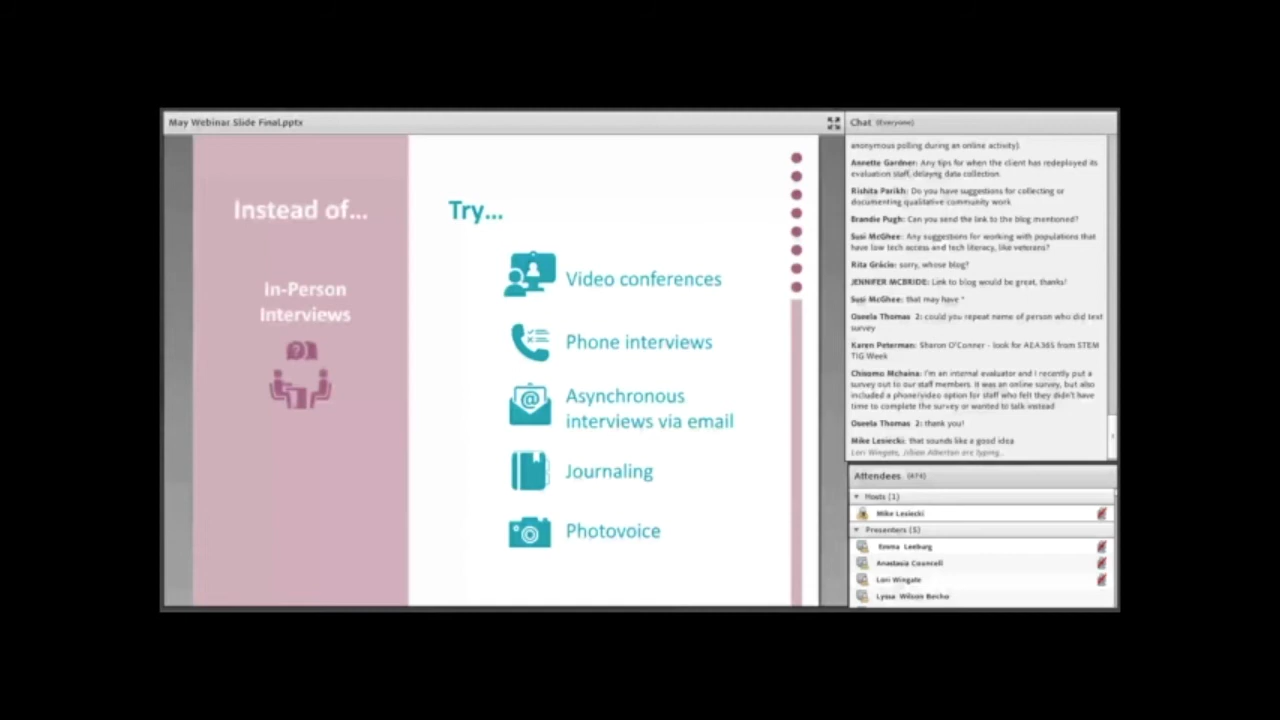 May Webinar Slide Final.pptx
Instead of...
In-Person
Interviews
Try...
Video conferences
Phone interviews
Asynchronous
interviews via email
Journaling
Photovoice
Chat (Everyone)
anonymous polling during an online activity).
Annette Gardner: Any tips for when the client has redeployed its
evaluation staff, delayng data collection.
Rishita Parikh: Do you have suggestions for collecting or
documenting qualitative community work
Brandie Pugh: Can you send the link to the blog mentioned?
Susi McGhee: Any suggestions for working with populations that
have low tech access and tech literacy, like veterans?
Rita Grácio: sorry, whose blog?
JENNIFER MCBRIDE: Link to blog would be great, thanks!
Susi McGhee: that may have *
Oseela Thomas 2: could you repeat name of person who did text
survey
Karen Peterman: Sharon O'Conner - look for AEA365 from STEM
TIG Week
Chisomo Mchaina: I'm an internal evaluator and I recently put a
survey out to our staff members. It was an online survey, but also
included a phone/video option for staff who felt they didn't have
time to complete the survey or wanted to talk instead
Oseela Thomas 2: thank you!
Mike Lesiecki: that sounds like a good idea
Lori Wingate, Jillian Alberton are typing...
Attendees (474)
Hosts (1)
Mike Lesiecki
Presenters (5)
Emma Leeburg
Anastasia Councell
Lori Wingate
Lyssa Wilson Becho